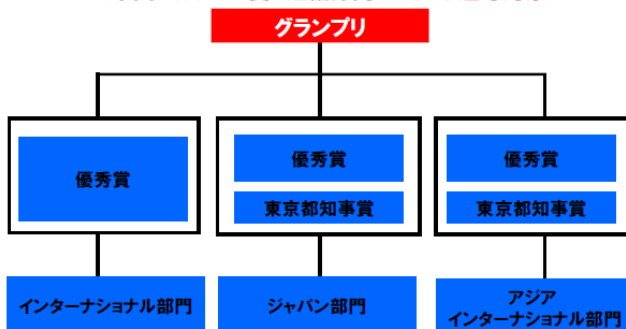 グランプリ
優秀賞
優秀賞
優秀賞
東京都知事賞
東京都知事賞
インターナショナル部門
ジャパン部門
アジア
インターナショナル部門